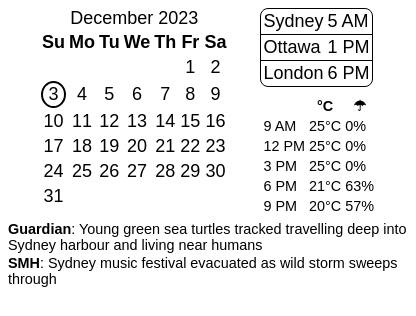 December 2023
Su Mo Tu We Th Fr Sa
1 2
3 4 5 6 7 8 9
10 11 12 13 14 15 16
17 18 19 20 21 22 23
24 25 26 27 28 29 30
31
Sydney 5 AM
Ottawa 1 PM
London 6 PM
°C ☂
9 AM 25°C 0%
12 PM 25°C 0%
3 PM 25°C 0%
6 PM 21°C 63%
9 PM 20°C 57%
Guardian: Young green sea turtles tracked travelling deep into
Sydney harbour and living near humans
SMH: Sydney music festival evacuated as wild storm sweeps
through